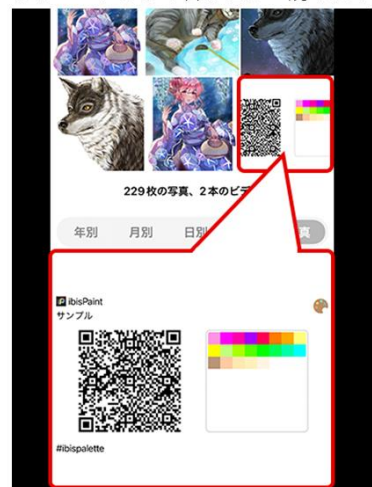 229枚の写真、2本のビデ
年別 月別 日別 真
ibisPaint
サンプル
#ibispalette